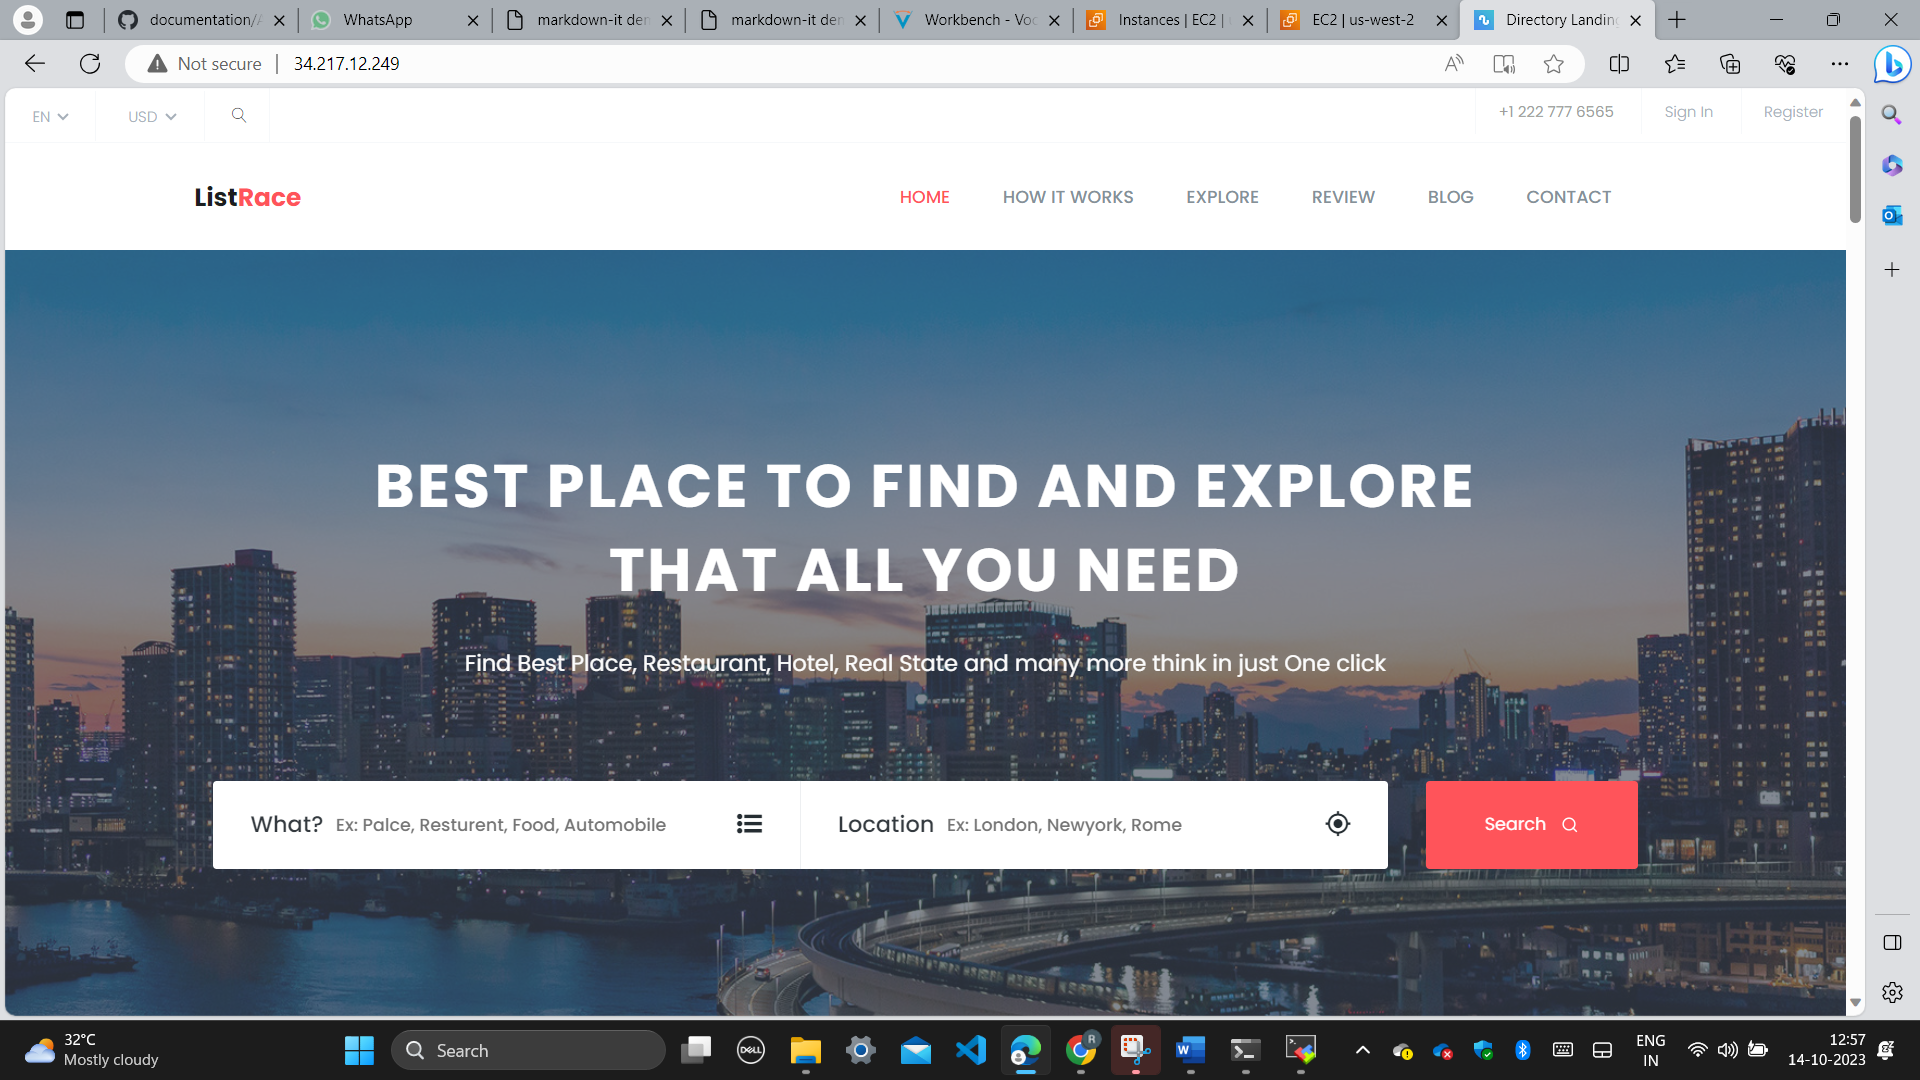 documentation/A
WhatsApp
markdown-it den
markdown-it den
Workbench - Voc
Instances | EC2 |
EC2 | us-west-2
Directory Landing
Not secure
34.217.12.249
EN
USD
+1 222 777 6565
Sign In
Register
ListRace
HOME
HOW IT WORKS
EXPLORE
REVIEW
BLOG
CONTACT
BEST PLACE TO FIND AND EXPLORE
THAT ALL YOU NEED
Find Best Place, Restaurant, Hotel, Real State and many more think in just One click
What? Ex: Palce, Resturent, Food, Automobile
Location Ex: London, Newyork, Rome
Search
32°C
Mostly cloudy
Search
DELL
R
ENG
IN
12:57
14-10-2023